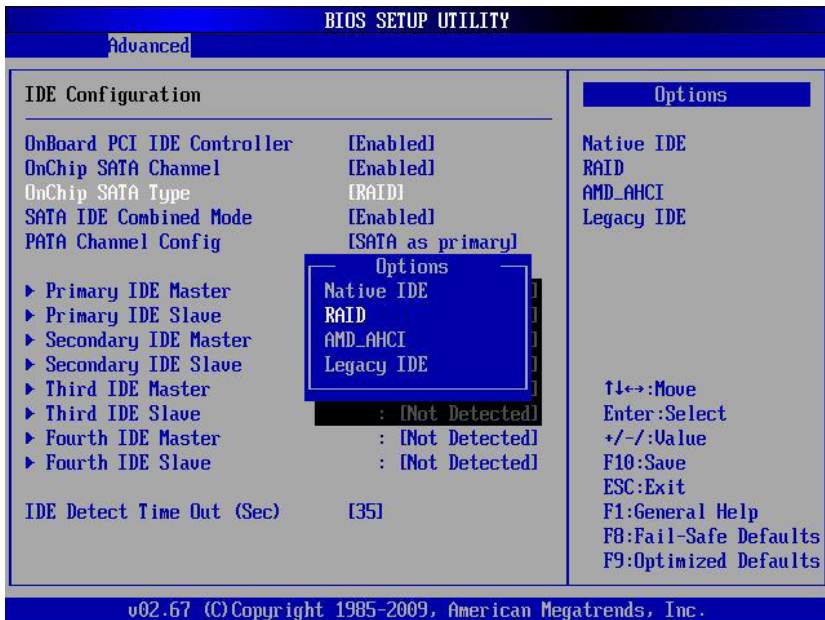 BIOS SETUP UTILITY
Advanced
IDE Configuration
OnBoard PCI IDE Controller [Enabled]
OnChip SATA Channel [Enabled]
OnChip SATA Type [RAID]
SATA IDE Combined Mode [Enabled]
PATA Channel Config [SATA as primary]
▶ Primary IDE Master ]
▶ Primary IDE Slave ]
▶ Secondary IDE Master ]
▶ Secondary IDE Slave ]
▶ Third IDE Master ]
▶ Third IDE Slave : [Not Detected]
▶ Fourth IDE Master : [Not Detected]
▶ Fourth IDE Slave : [Not Detected]
IDE Detect Time Out (Sec) [35]
Options
Native IDE
RAID
AMD_AHCI
Legacy IDE
Options
Native IDE
RAID
AMD_AHCI
Legacy IDE
↑↓←→:Move
Enter:Select
+/-/:Value
F10:Save
ESC:Exit
F1:General Help
F8:Fail-Safe Defaults
F9:Optimized Defaults
v02.67 (C)Copyright 1985-2009, American Megatrends, Inc.